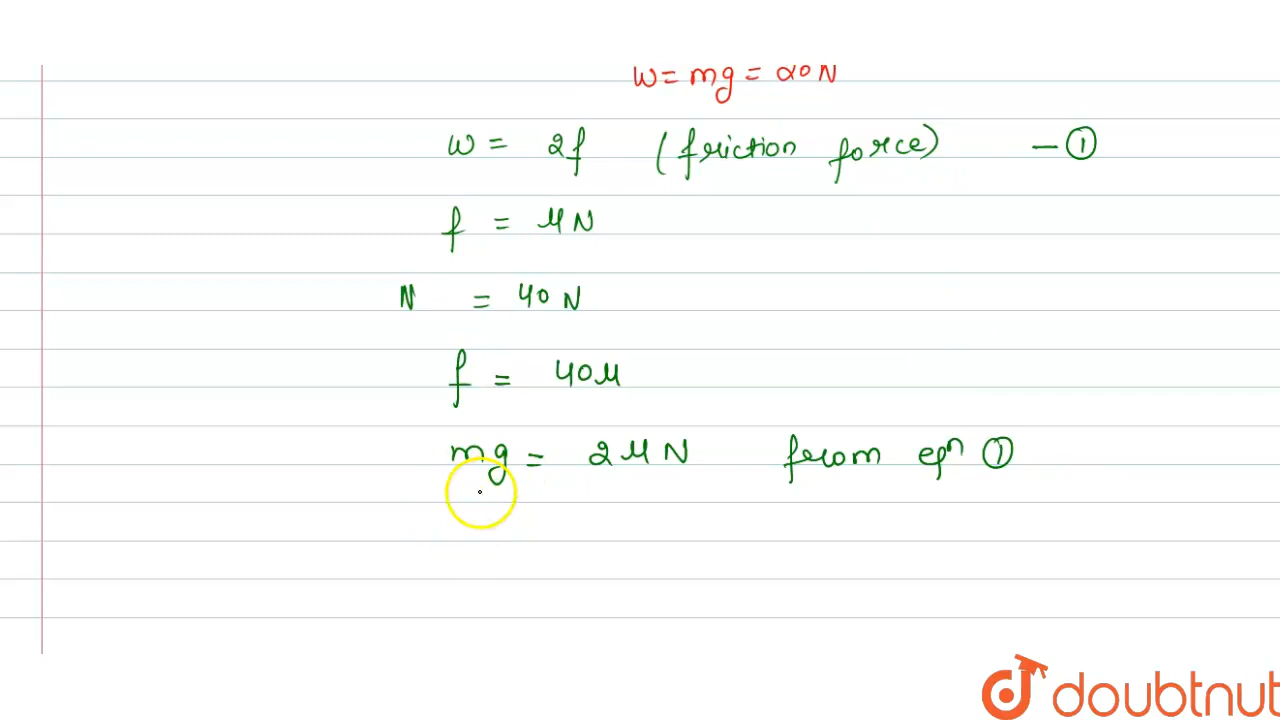 W = mg = 20 N
W = 2f (friction force) - ①
f = μN
N = 40 N
f = 40μ
mg = 2μN from eqⁿ ①
doubtnut